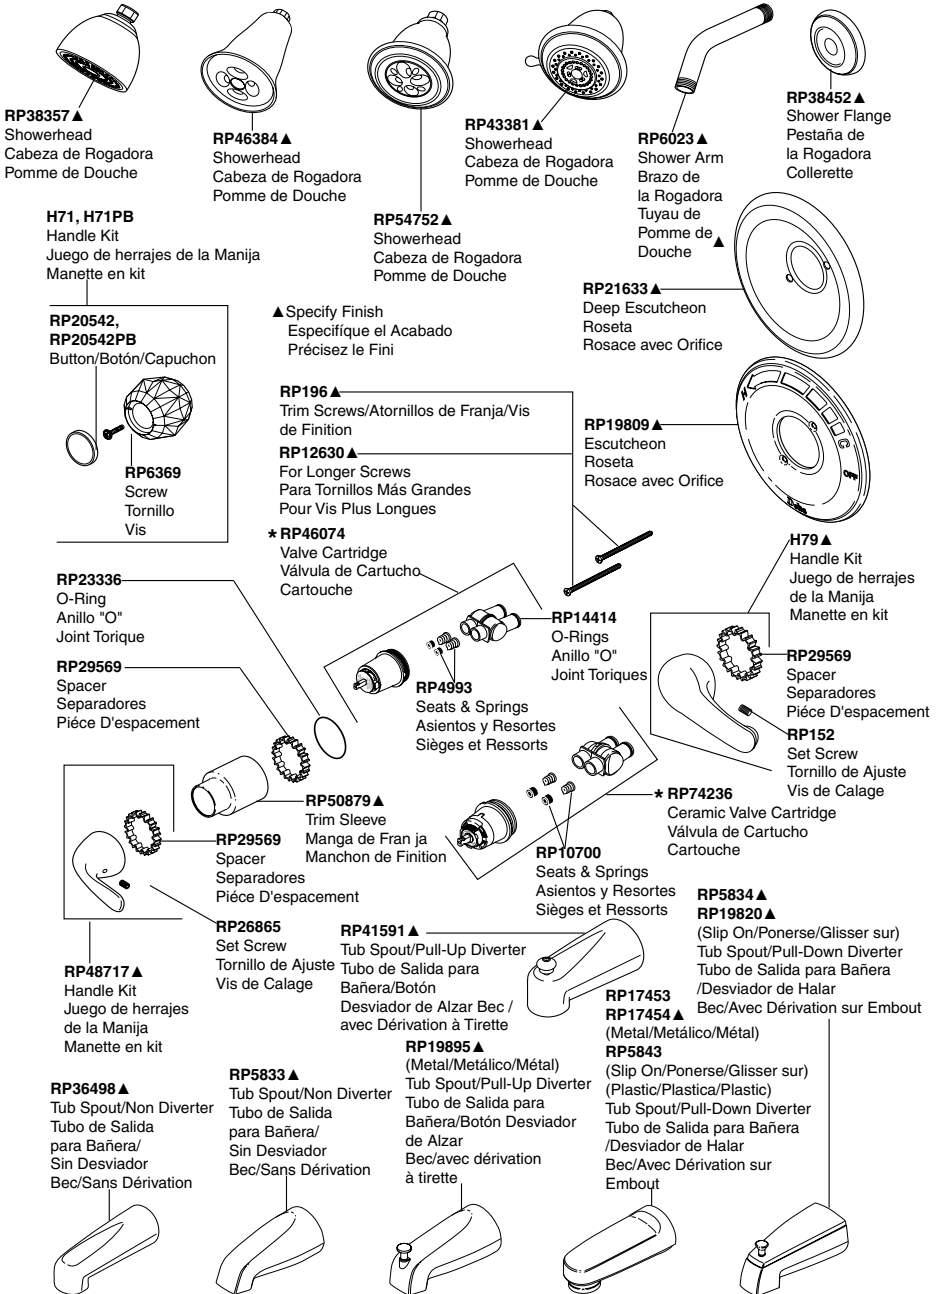 RP38357▲
Showerhead
Cabeza de Rogadora
Pomme de Douche
RP46384▲
Showerhead
Cabeza de Rogadora
Pomme de Douche
RP54752▲
Showerhead
Cabeza de Rogadora
Pomme de Douche
RP43381▲
Showerhead
Cabeza de Rogadora
Pomme de Douche
RP6023▲
Shower Arm
Brazo de
la Rogadora
Tuyau de
Pomme de
Douche ▲
RP38452▲
Shower Flange
Pestaña de
la Rogadora
Collerette
H71, H71PB
Handle Kit
Juego de herrajes de la Manija
Manette en kit
RP20542,
RP20542PB
Button/Botón/Capuchon
RP6369
Screw
Tornillo
Vis
▲Specify Finish
Especifíque el Acabado
Précisez le Fini
RP21633▲
Deep Escutcheon
Roseta
Rosace avec Orifice
RP196▲
Trim Screws/Atornillos de Franja/Vis
de Finition
RP12630▲
For Longer Screws
Para Tornillos Más Grandes
Pour Vis Plus Longues
RP19809▲
Escutcheon
Roseta
Rosace avec Orifice
H
C
OFF
Delta
* RP46074
Valve Cartridge
Válvula de Cartucho
Cartouche
H79▲
Handle Kit
Juego de herrajes
de la Manija
Manette en kit
RP23336
O-Ring
Anillo "O"
Joint Torique
RP14414
O-Rings
Anillo "O"
Joint Toriques
RP29569
Spacer
Separadores
Piéce D'espacement
RP4993
Seats & Springs
Asientos y Resortes
Sièges et Ressorts
RP29569
Spacer
Separadores
Piéce D'espacement
RP152
Set Screw
Tornillo de Ajuste
Vis de Calage
RP50879▲
Trim Sleeve
Manga de Fran ja
Manchon de Finition
* RP74236
Ceramic Valve Cartridge
Válvula de Cartucho
Cartouche
RP29569
Spacer
Separadores
Piéce D'espacement
RP10700
Seats & Springs
Asientos y Resortes
Sièges et Ressorts
RP26865
Set Screw
Tornillo de Ajuste
Vis de Calage
RP48717▲
Handle Kit
Juego de herrajes
de la Manija
Manette en kit
RP41591▲
Tub Spout/Pull-Up Diverter
Tubo de Salida para
Bañera/Botón
Desviador de Alzar Bec /
avec Dérivation à Tirette
RP5834▲
RP19820▲
(Slip On/Ponerse/Glisser sur)
Tub Spout/Pull-Down Diverter
Tubo de Salida para Bañera
/Desviador de Halar
Bec/Avec Dérivation sur Embout
RP17453
RP17454▲
(Metal/Metálico/Métal)
RP5843
(Slip On/Ponerse/Glisser sur)
(Plastic/Plastica/Plastic)
Tub Spout/Pull-Down Diverter
Tubo de Salida para Bañera
/Desviador de Halar
Bec/Avec Dérivation sur
Embout
RP36498▲
Tub Spout/Non Diverter
Tubo de Salida
para Bañera/
Sin Desviador
Bec/Sans Dérivation
RP5833▲
Tub Spout/Non Diverter
Tubo de Salida
para Bañera/
Sin Desviador
Bec/Sans Dérivation
RP19895▲
(Metal/Metálico/Métal)
Tub Spout/Pull-Up Diverter
Tubo de Salida para
Bañera/Botón Desviador
de Alzar
Bec/avec dérivation
à tirette